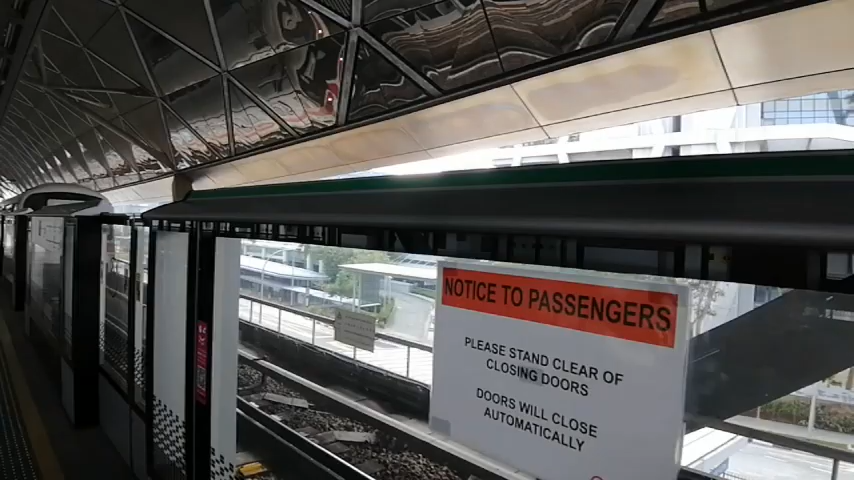 NOTICE TO PASSENGERS
PLEASE STAND CLEAR OF
CLOSING DOORS
DOORS WILL CLOSE
AUTOMATICALLY